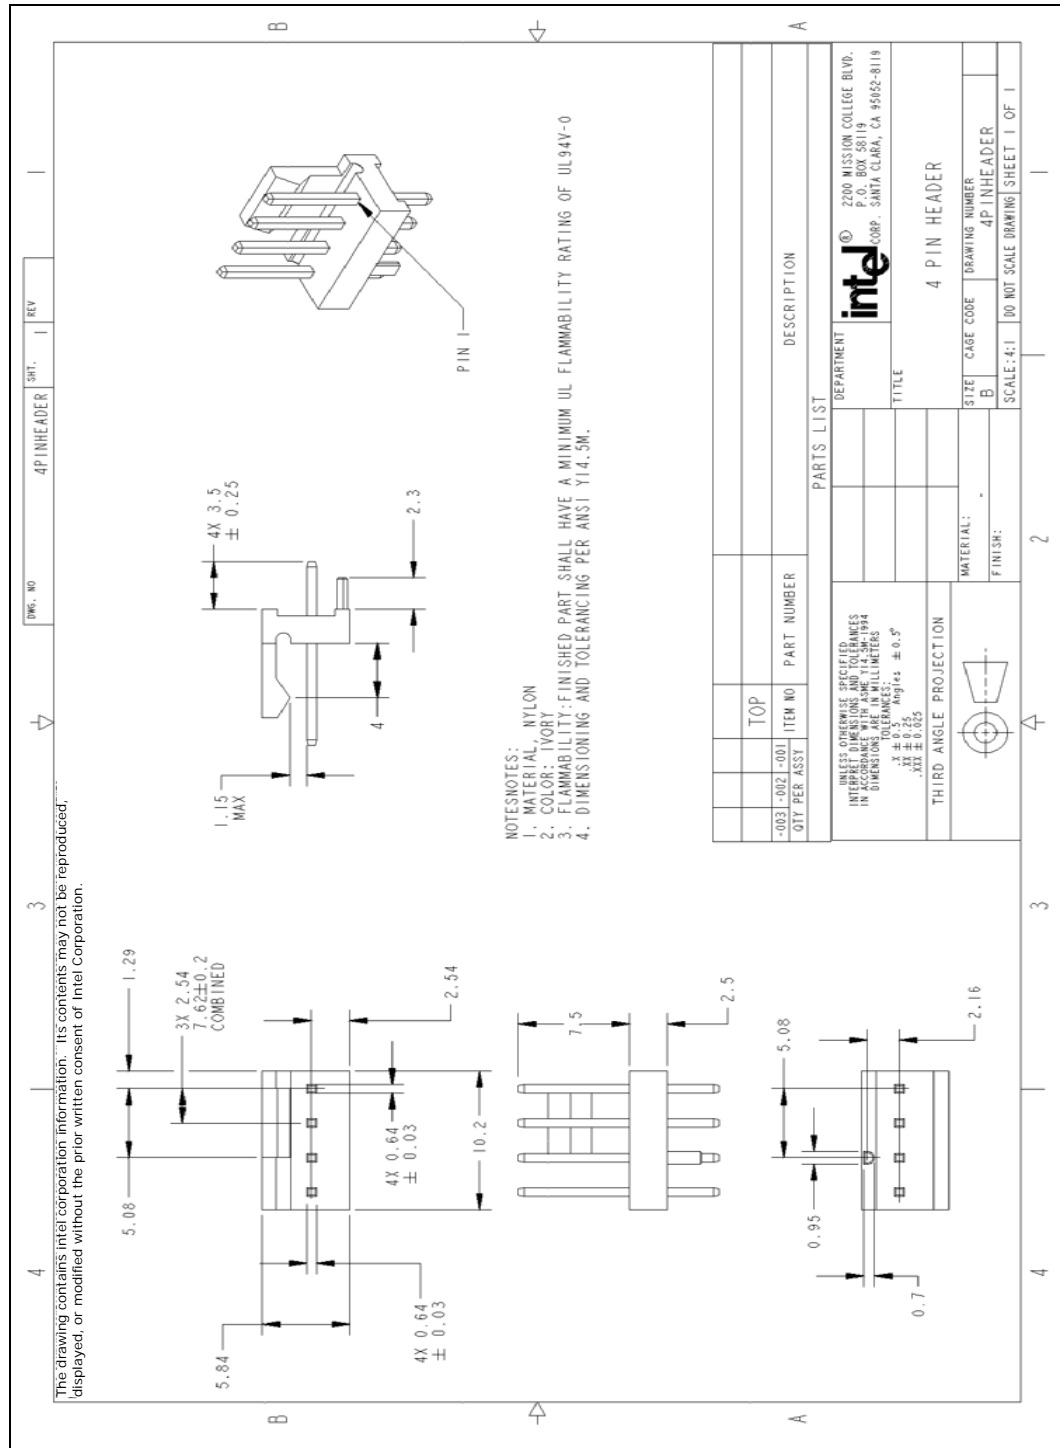 The drawing contains intel corporation information. Its contents may not be reproduced,
displayed, or modified without the prior written consent of Intel Corporation.
4
3
1
B
A
DWG. NO
4PINHEADER
SHT.
1
REV
5.08
1.29
3X 2.54
7.62±0.2
COMBINED
5.84
4X 0.64
± 0.03
4X 0.64
± 0.03
2.54
10.2
7.5
2.5
5.08
0.95
0.7
2.16
1.15
MAX
4
4X 3.5
± 0.25
2.3
PIN 1
NOTESNOTES:
1. MATERIAL, NYLON
2. COLOR: IVORY
3. FLAMMABILITY:FINISHED PART SHALL HAVE A MINIMUM UL FLAMMABILITY RATING OF UL94V-0
4. DIMENSIONING AND TOLERANCING PER ANSI Y14.5M.
TOP
-003 -002 -001
ITEM NO
PART NUMBER
DESCRIPTION
QTY PER ASSY
PARTS LIST
UNLESS OTHERWISE SPECIFIED
INTERPRET DIMENSIONS AND TOLERANCES
IN ACCORDANCE WITH ASME Y14.5M-1994
DIMENSIONS ARE IN MILLIMETERS
TOLERANCES:
.X ± 0.5 Angles ±0.5°
.XX ± 0.25
.XXX ± 0.025
THIRD ANGLE PROJECTION
MATERIAL:
-
FINISH:
DEPARTMENT
intel®
CORP.
2200 MISSION COLLEGE BLVD.
P.O. BOX 58119
SANTA CLARA, CA 95052-8119
TITLE
4 PIN HEADER
SIZE
B
CAGE CODE
DRAWING NUMBER
4PINHEADER
SCALE:4:1
DO NOT SCALE DRAWING
SHEET 1 OF 1
B
A
4
3
2
1